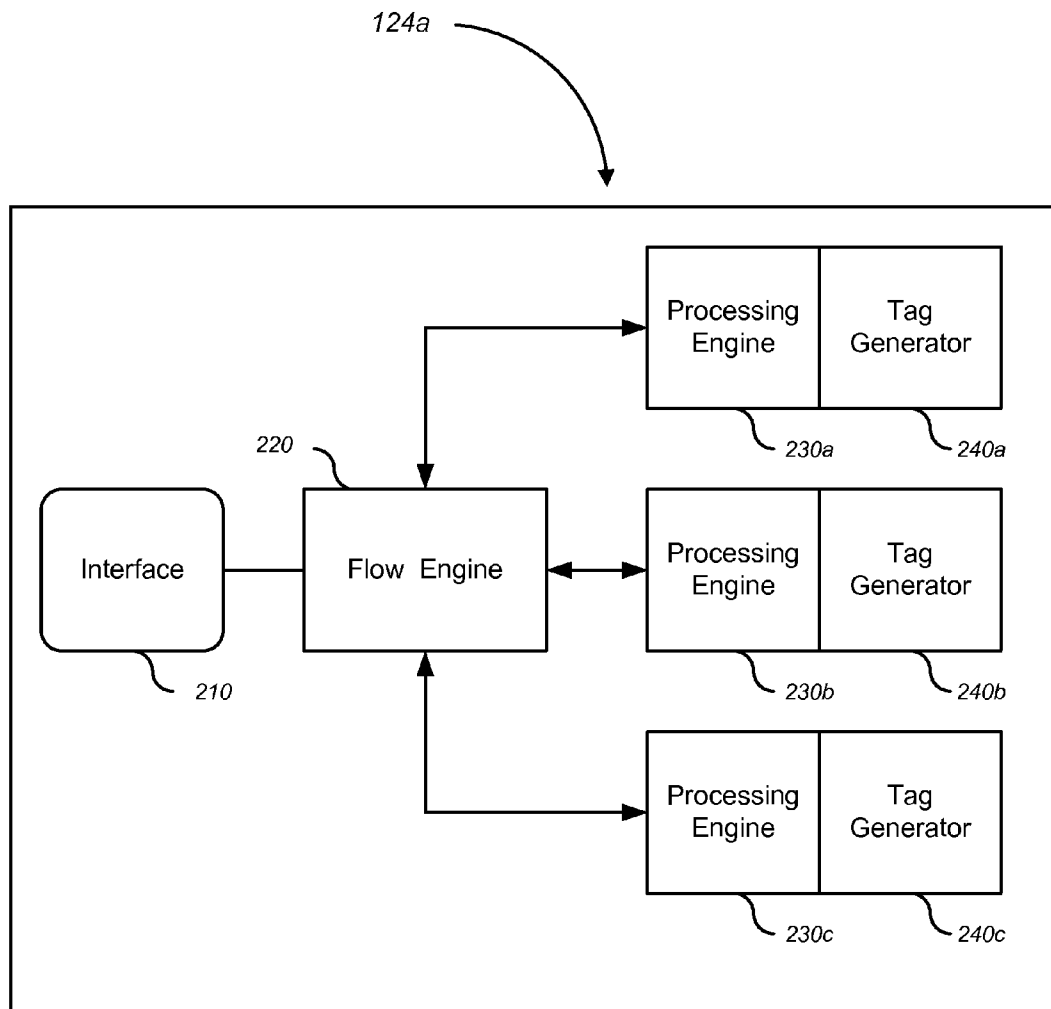 124a
Processing
Engine
Tag
Generator
230a
240a
220
Interface
Flow Engine
Processing
Engine
Tag
Generator
210
230b
240b
Processing
Engine
Tag
Generator
230c
240c